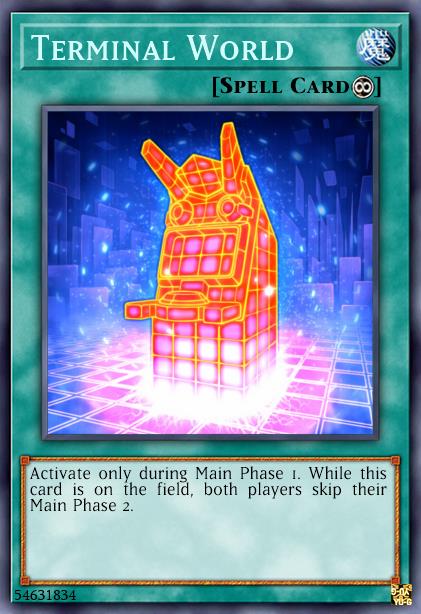 TERMINAL WORLD
魔
[SPELL CARD]
Activate only during Main Phase 1. While this
card is on the field, both players skip their
Main Phase 2.
54631834